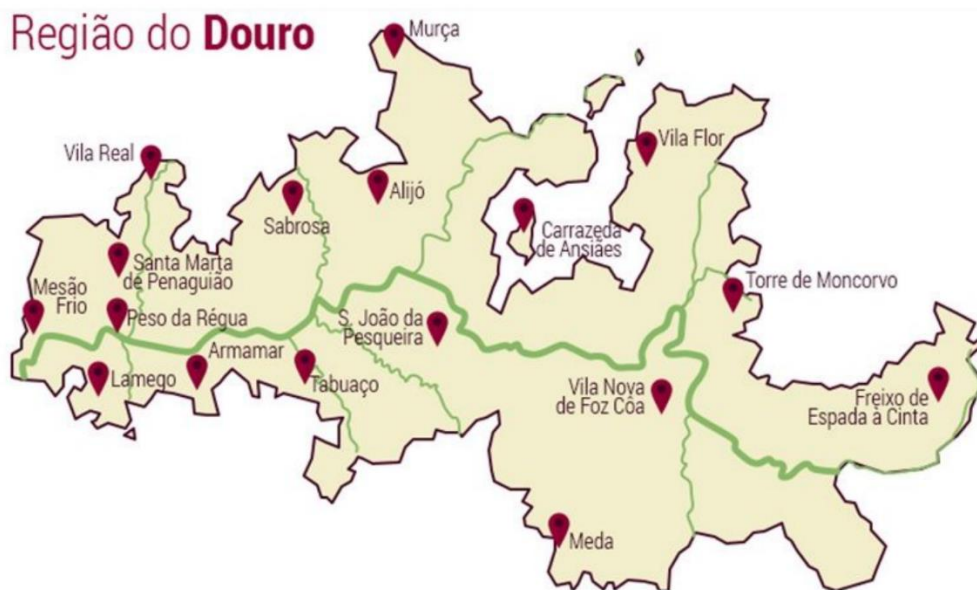 Região do Douro
Murça
Vila Real
Vila Flor
Sabrosa
Alijó
Carrazeda
de Ansiães
Santa Marta
de Penaguião
Mesão
Frio
Torre de Moncorvo
Peso da Régua
S. João da
Pesqueira
Armamar
Lamego
Tabuaço
Vila Nova
de Foz Côa
Freixo de
Espada à Cinta
Meda